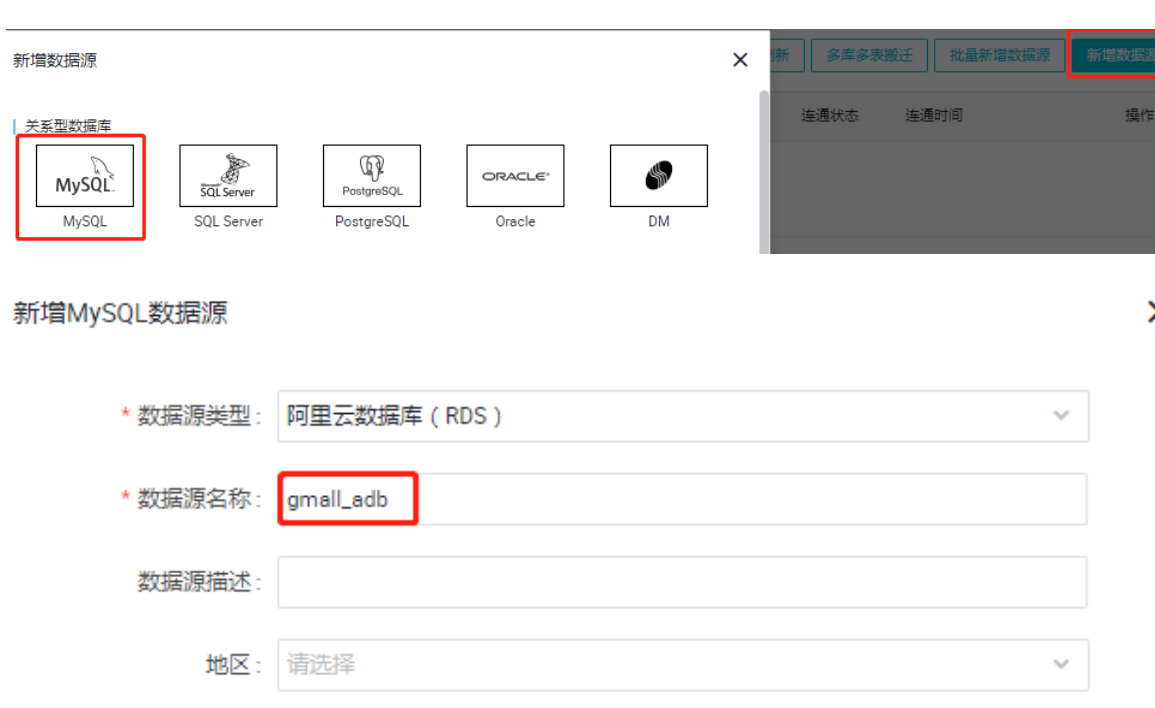 新增数据源
新 多库多表搬迁 批量新增数据源 新增数据源
关系型数据库
连通状态 连通时间 操作
MySQL SQL Server PostgreSQL ORACLE
MySQL SQL Server PostgreSQL Oracle DM
新增MySQL数据源
* 数据源类型: 阿里云数据库 ( RDS )
* 数据源名称: gmall_adb
数据源描述:
地区: 请选择